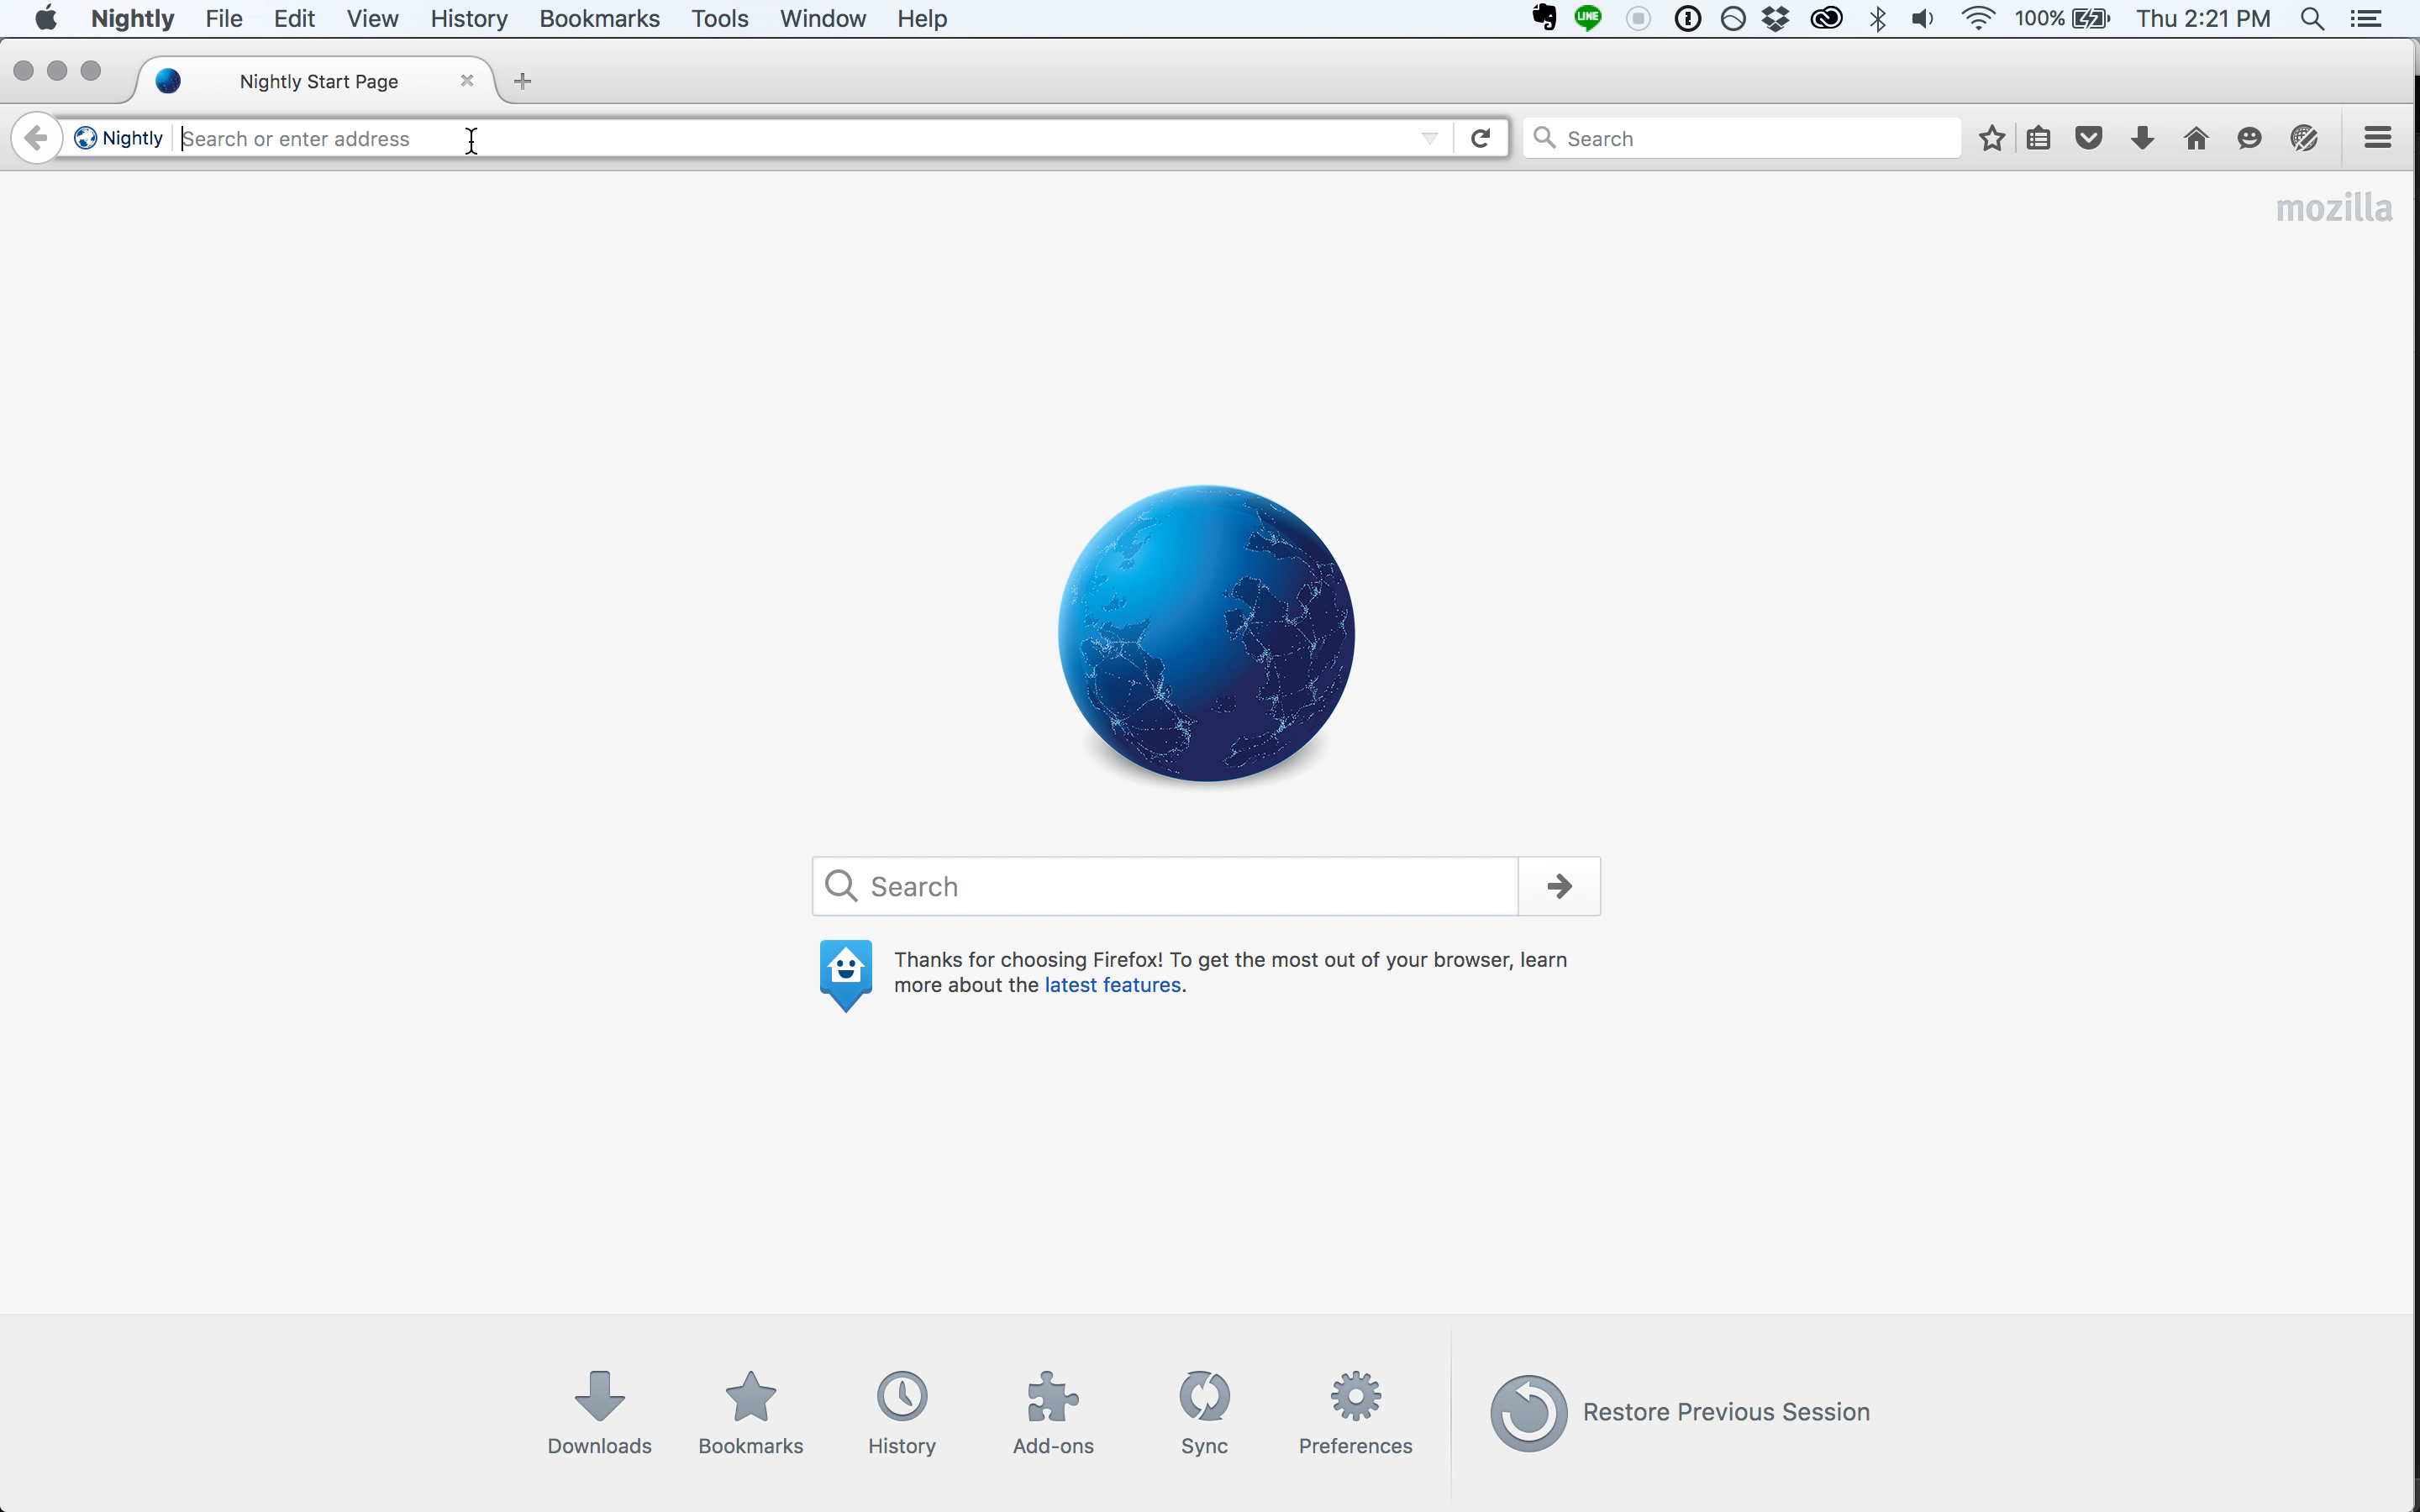 Nightly File Edit View History Bookmarks Tools Window Help LINE 100% Thu 2:21 PM
Nightly Start Page
Nightly Search or enter address Search
mozilla
Search
Thanks for choosing Firefox! To get the most out of your browser, learn
more about the latest features.
Downloads Bookmarks History Add-ons Sync Preferences Restore Previous Session